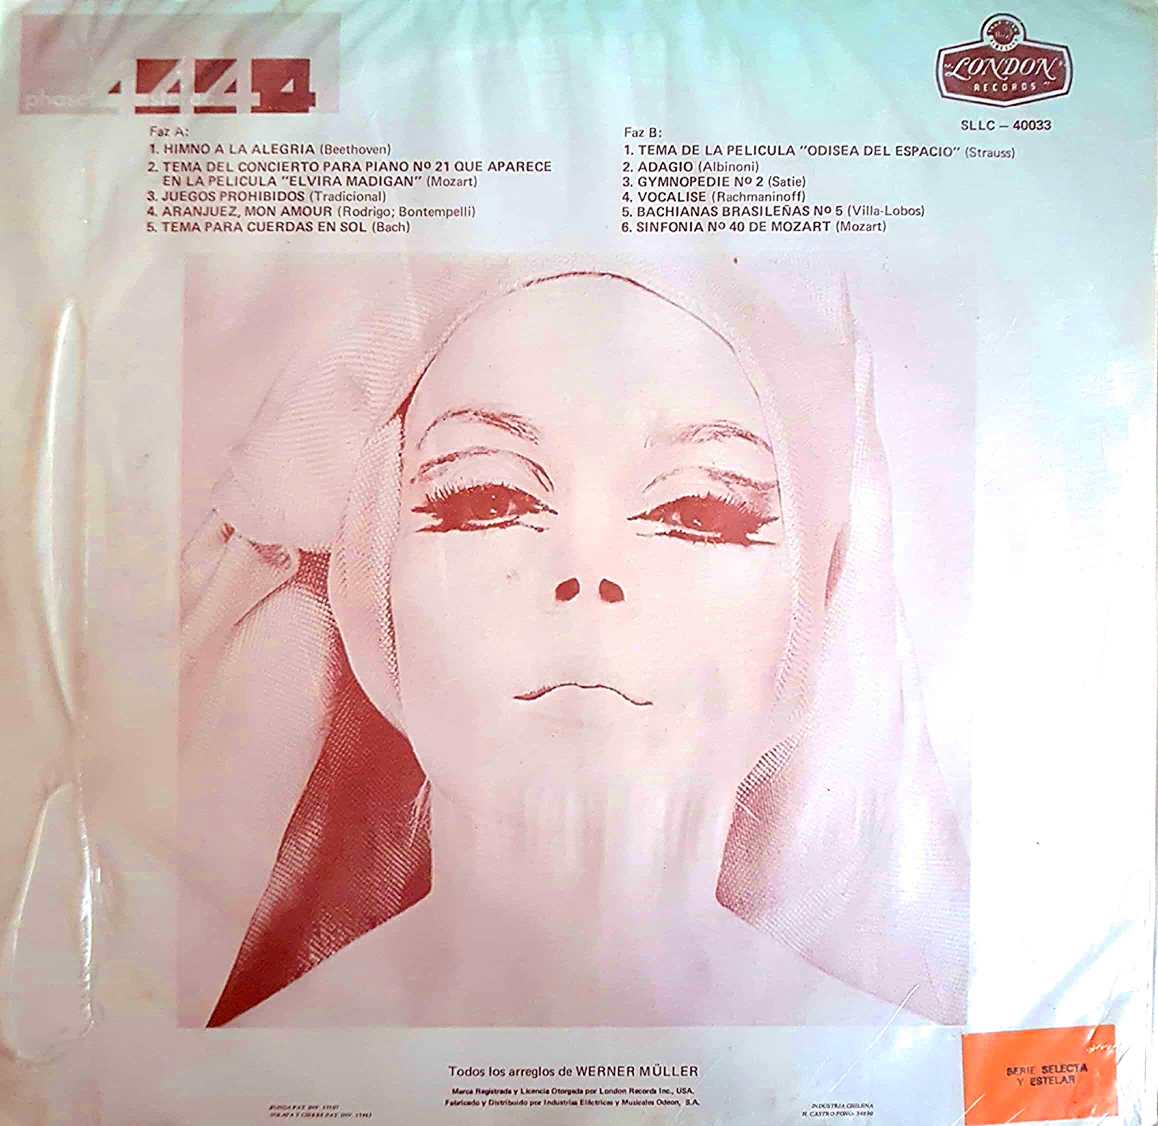 phase 4 stereo
"LONDON"
RECORDS
SLLC — 40033
Faz A:
1. HIMNO A LA ALEGRIA (Beethoven)
2. TEMA DEL CONCIERTO PARA PIANO Nº 21 QUE APARECE
EN LA PELICULA "ELVIRA MADIGAN" (Mozart)
3. JUEGOS PROHIBIDOS (Tradicional)
4. ARANJUEZ, MON AMOUR (Rodrigo; Bontempelli)
5. TEMA PARA CUERDAS EN SOL (Bach)
Faz B:
1. TEMA DE LA PELICULA "ODISEA DEL ESPACIO" (Strauss)
2. ADAGIO (Albinoni)
3. GYMNOPEDIE Nº 2 (Satie)
4. VOCALISE (Rachmaninoff)
5. BACHIANAS BRASILEÑAS Nº 5 (Villa-Lobos)
6. SINFONIA Nº 40 DE MOZART (Mozart)
SERIE SELECTA
Y ESTELAR
Todos los arreglos de WERNER MÜLLER
Marca Registrada y Licencia Otorgada por London Records Inc., USA.
Fabricado y Distribuido por Industrias Eléctricas y Musicales Odeon, S.A.
INDUSTRIA CHILENA